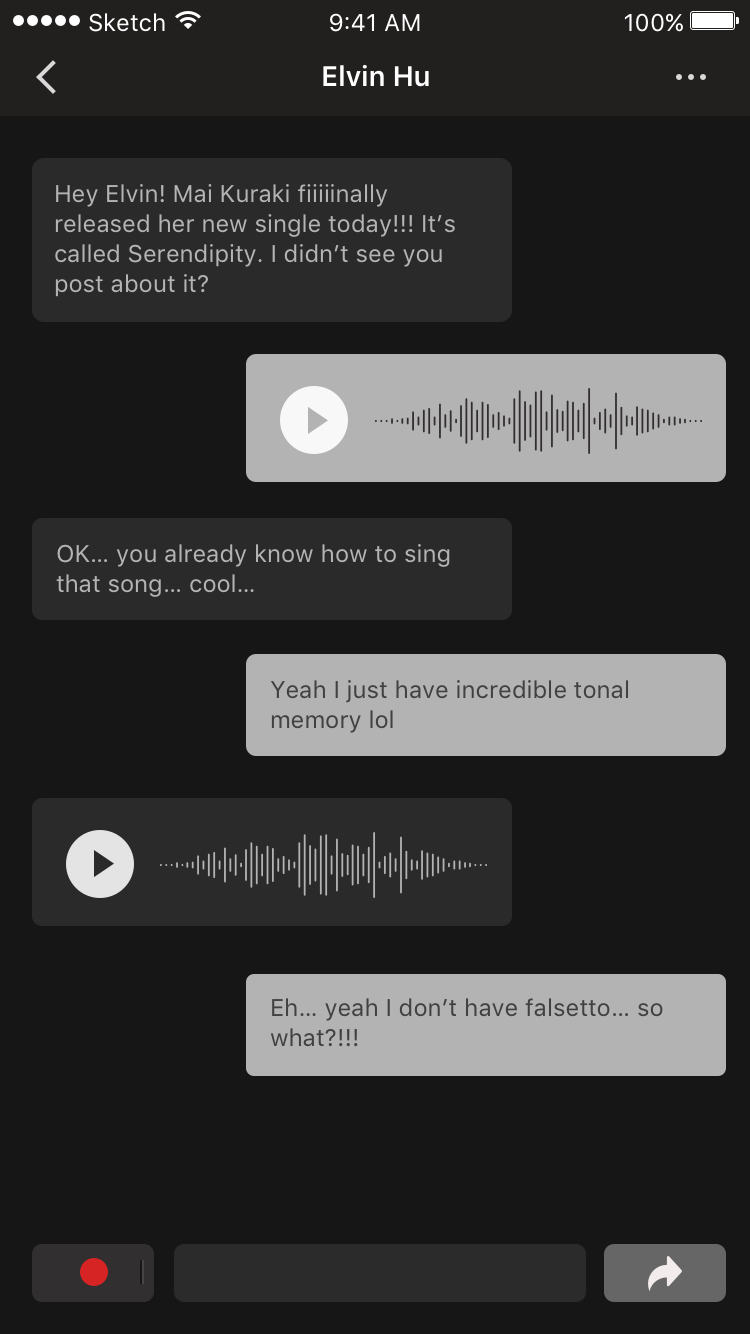 Sketch 9:41 AM 100%
Elvin Hu
Hey Elvin! Mai Kuraki fiiiiinally
released her new single today!!! It’s
called Serendipity. I didn’t see you
post about it?
OK... you already know how to sing
that song... cool...
Yeah I just have incredible tonal
memory lol
Eh... yeah I don’t have falsetto... so
what?!!!